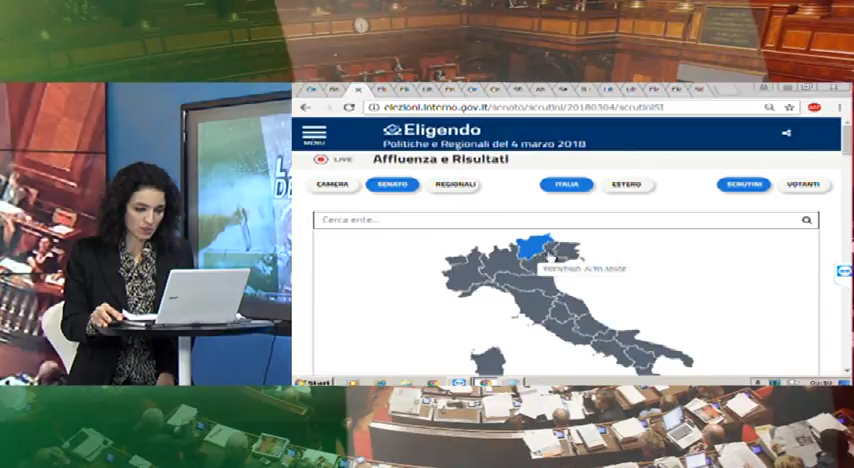 elezioni.interno.gov.it/senato/scrutini/20180304/scrutiniSI
Eligendo
MENU
Politiche e Regionali del 4 marzo 2018
LIVE
Affluenza e Risultati
CAMERA SENATO REGIONALI ITALIA ESTERO SCRUTINI VOTANTI
Cerca ente...
TRENTINO-ALTO ADIGE
Start